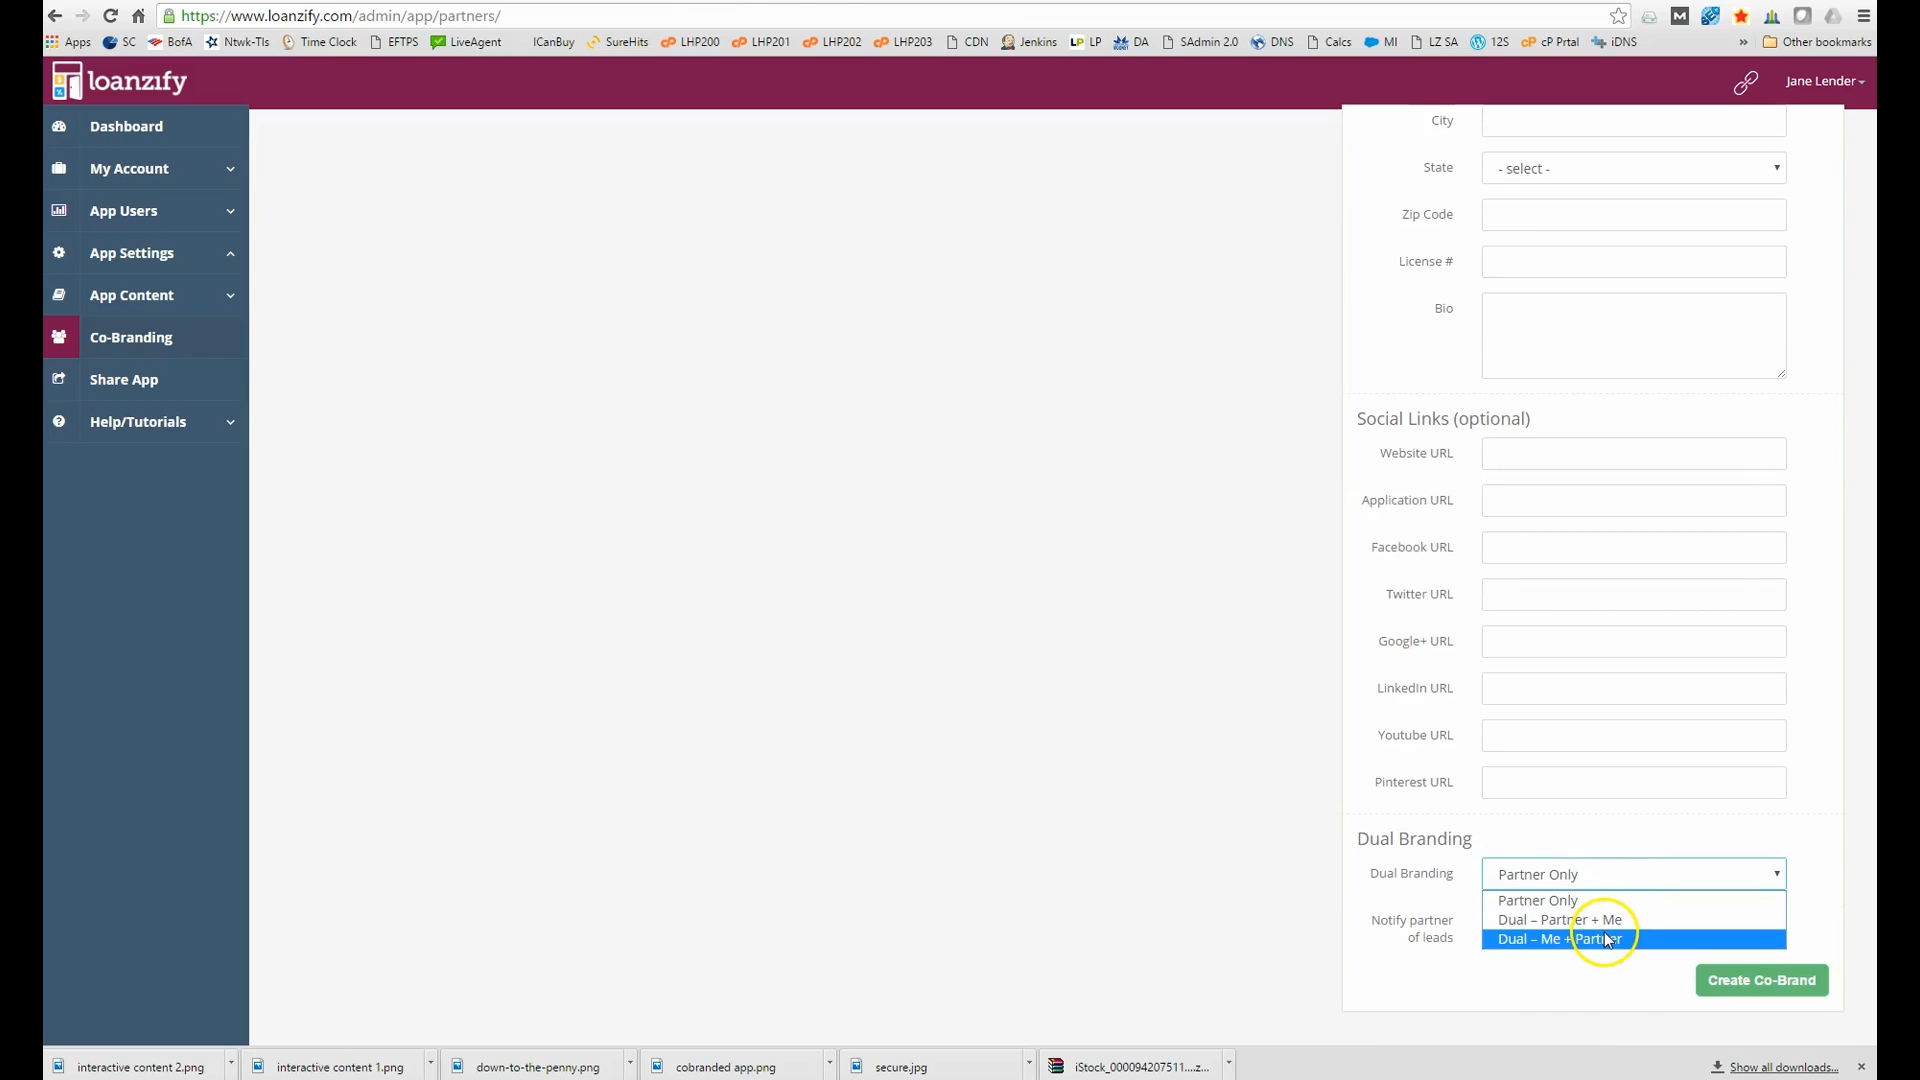 https://www.loanzify.com/admin/app/partners/
Apps SC BofA Ntwk-Tls Time Clock EFTPS LiveAgent ICanBuy SureHits LHP200 LHP201 LHP202 LHP203 CDN Jenkins LP LP DA SAdmin 2.0 DNS Calcs MI LZ SA 12S cP Prtal iDNS » Other bookmarks
loanzify
Jane Lender
Dashboard
My Account
App Users
App Settings
App Content
Co-Branding
Share App
Help/Tutorials
City
State - select -
Zip Code
License #
Bio
Social Links (optional)
Website URL
Application URL
Facebook URL
Twitter URL
Google+ URL
LinkedIn URL
Youtube URL
Pinterest URL
Dual Branding
Dual Branding Partner Only
Partner Only
Dual – Partner + Me
Dual – Me + Partner
Notify partner
of leads
Create Co-Brand
interactive content 2.png interactive content 1.png down-to-the-penny.png cobranded app.png secure.jpg iStock_000094207511....z... Show all downloads...